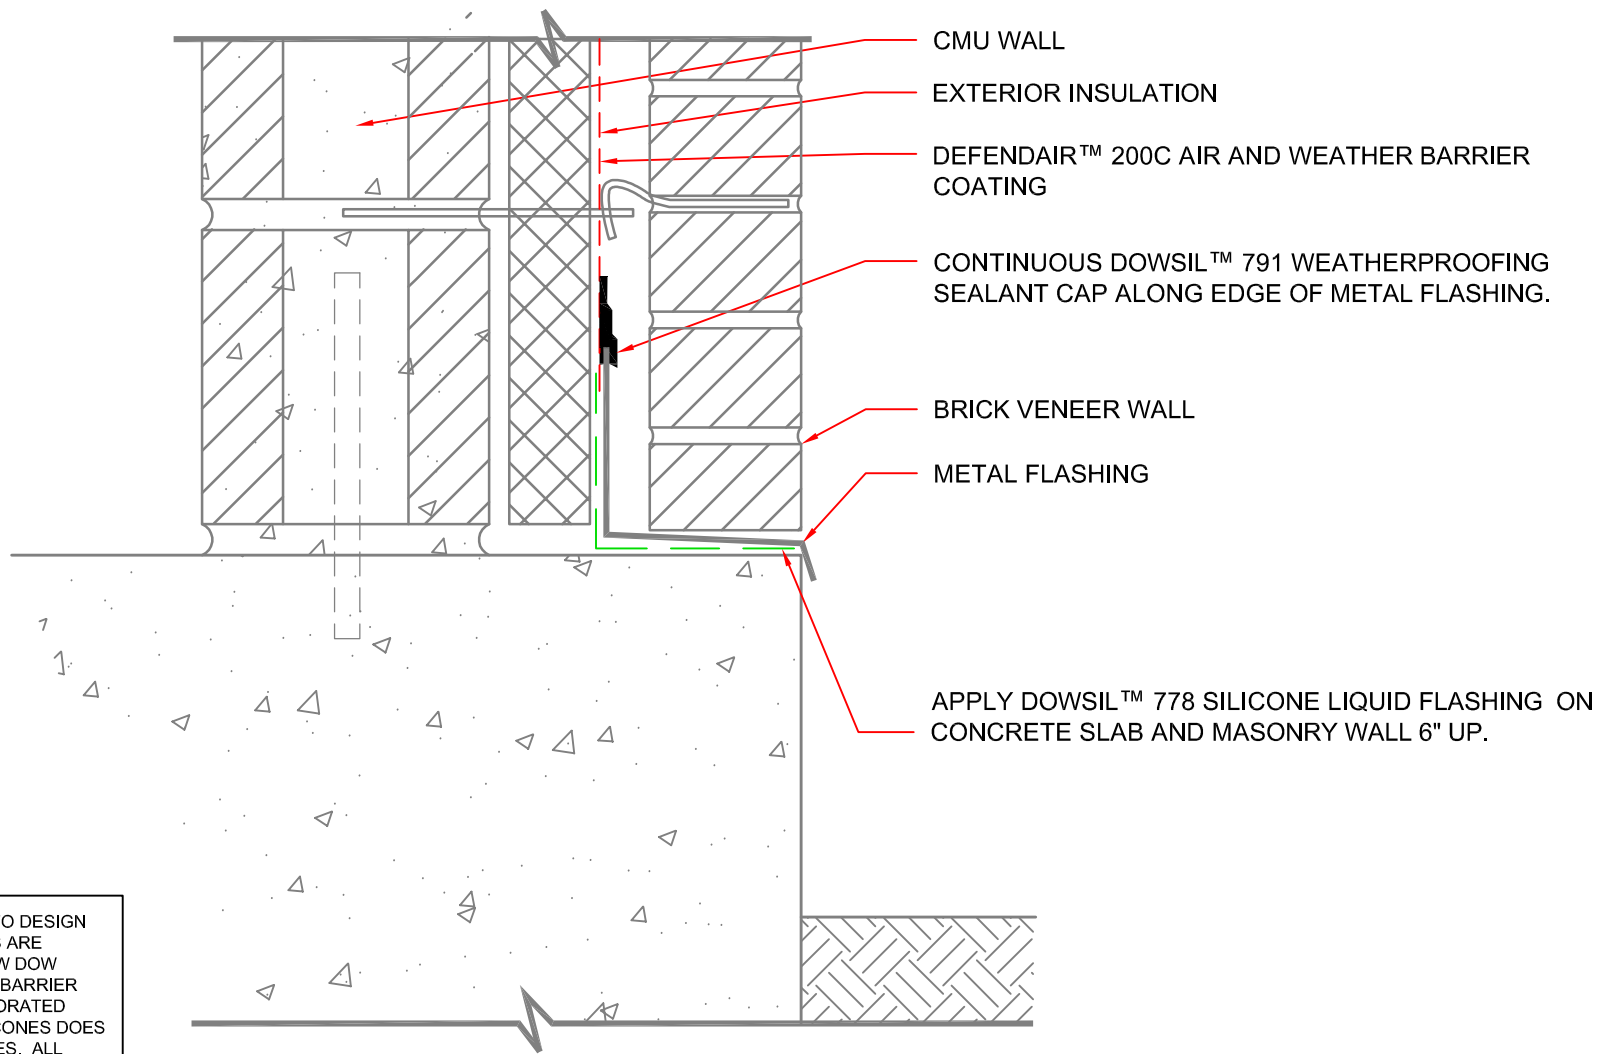 CMU WALL
EXTERIOR INSULATION
DEFENDAIR™ 200C AIR AND WEATHER BARRIER
COATING
CONTINUOUS DOWSIL™ 791 WEATHERPROOFING
SEALANT CAP ALONG EDGE OF METAL FLASHING.
BRICK VENEER WALL
METAL FLASHING
APPLY DOWSIL™ 778 SILICONE LIQUID FLASHING ON
CONCRETE SLAB AND MASONRY WALL 6" UP.
DESIGN
ARE
DOW
BARRIER
DOES
ALL